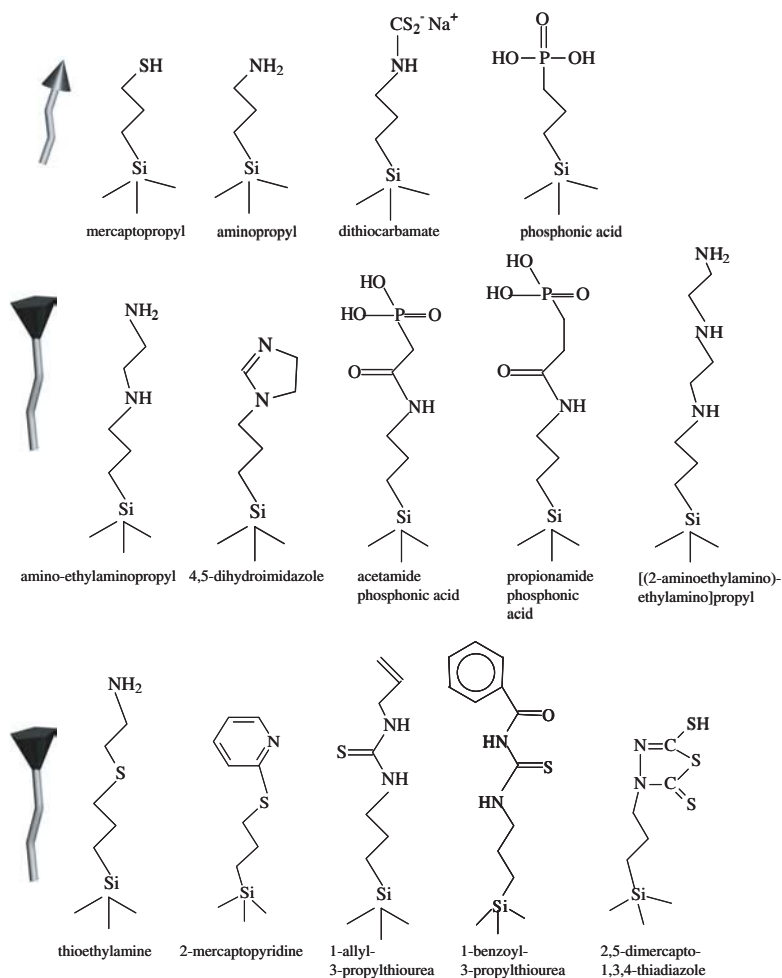 CS₂⁻ Na⁺
SH
NH₂
NH
O
HO—P—OH
Si
Si
Si
Si
mercaptopropyl
aminopropyl
dithiocarbamate
phosphonic acid
NH₂
HO
HO
NH₂
HO
P
O
HO
P
O
NH
N
N
NH
O
O
NH
NH
NH
Si
Si
Si
Si
Si
amino-ethylaminopropyl
4,5-dihydroimidazole
acetamide
phosphonic acid
propionamide
phosphonic
acid
[(2-aminoethylamino)-
ethylamino]propyl
NH₂
S
Si
thioethylamine
N
S
Si
2-mercaptopyridine
NH
S
NH
Si
1-allyl-
3-propylthiourea
O
HN
S
HN
Si
1-benzoyl-
3-propylthiourea
SH
N=C
S
N—C
S
Si
2,5-dimercapto-
1,3,4-thiadiazole